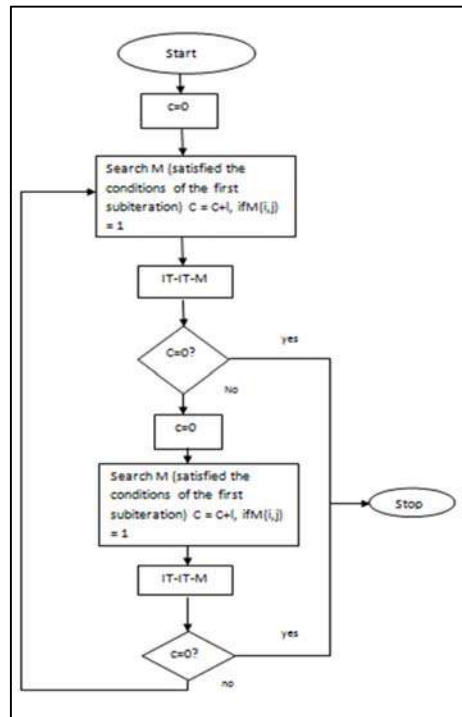 Start
c=0
Search M (satisfied the
conditions of the first
subiteration) C = C+I, ifM(i,j)
= 1
IT-IT-M
C=0?
yes
No
c=0
Search M (satisfied the
conditions of the first
subiteration) C = C+I, ifM(i,j)
= 1
Stop
IT-IT-M
c=0?
yes
no